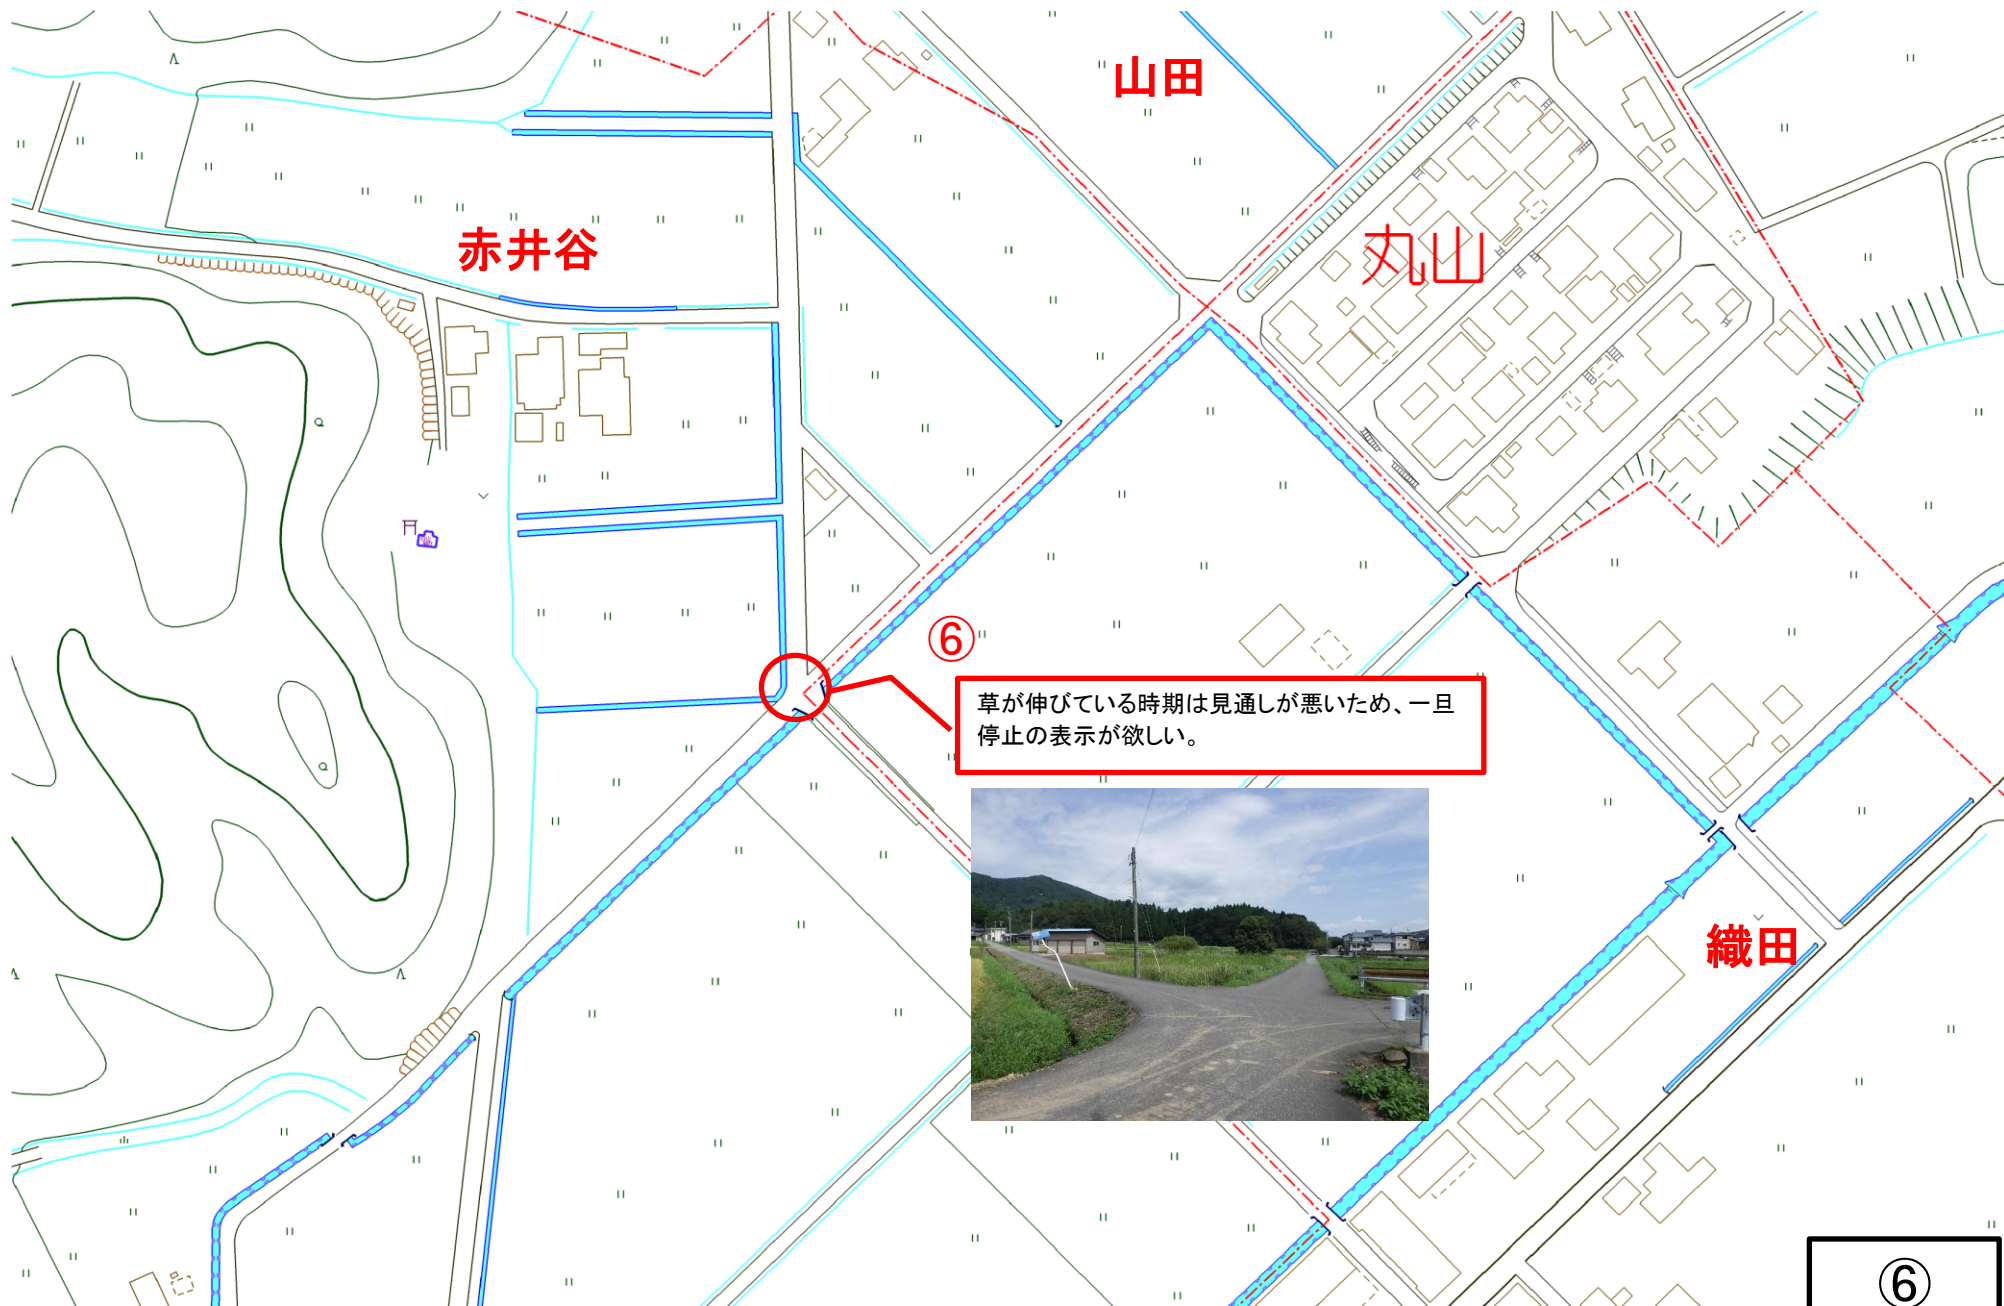 山田
赤井谷
丸山
⑥
草が伸びている時期は見通しが悪いため、一旦
停止の表示が欲しい。
織田
⑥